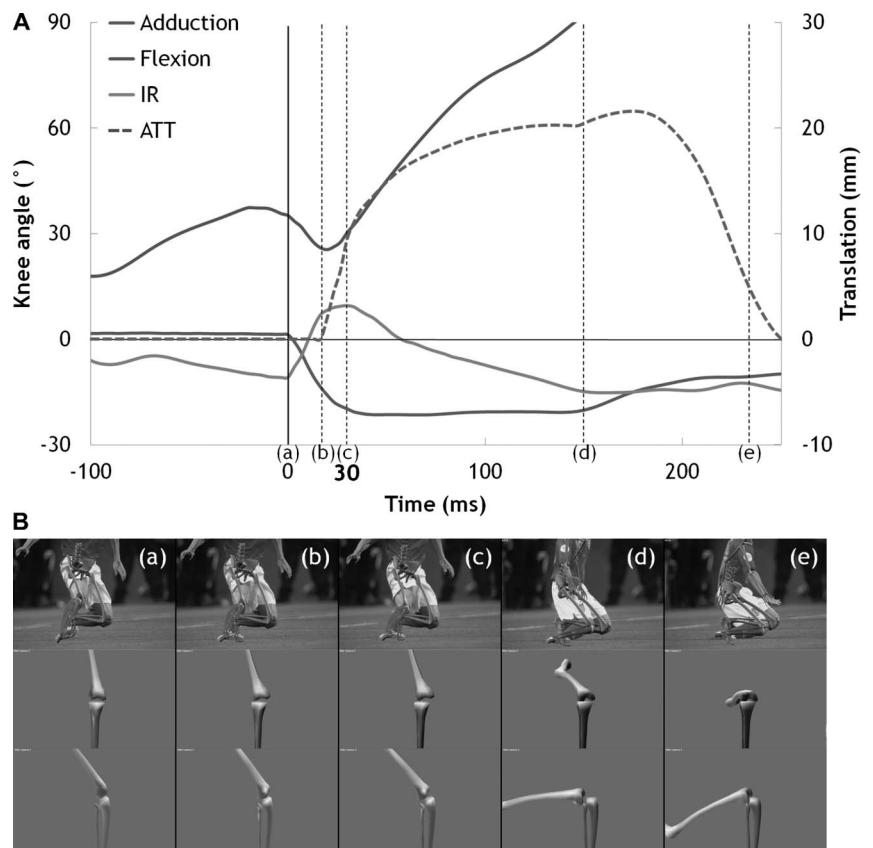 A
90
60
30
0
-30
Knee angle (˚)
Adduction
Flexion
IR
ATT
30
20
10
0
-10
Translation (mm)
(a)
(b)
(c)
(d)
(e)
-100
0
30
100
200
Time (ms)
B
(a)
(b)
(c)
(d)
(e)